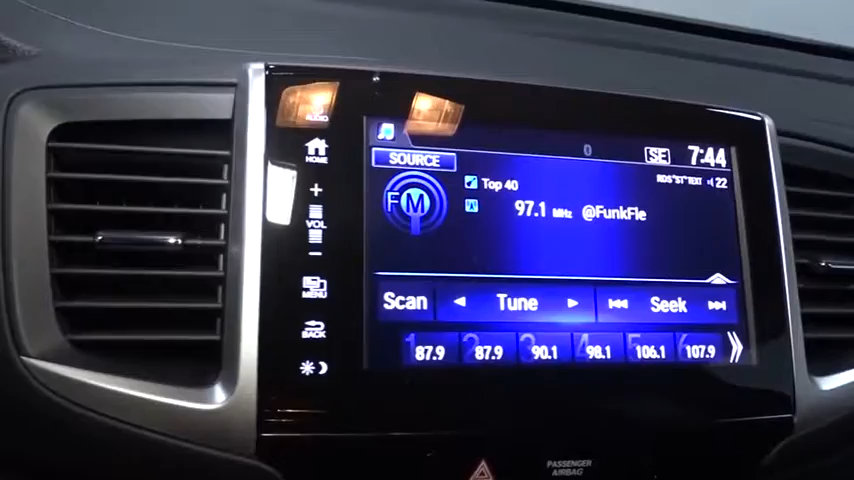 AUDIO
HOME
+
VOL
−
MENU
BACK
SOURCE
SE 7:44
RDS "ST" TEXT 22
FM
Top 40
97.1 MHz @FunkFle
Scan Tune Seek
1 87.9 2 87.9 3 90.1 4 98.1 5 106.1 6 107.9
PASSENGER
AIRBAG